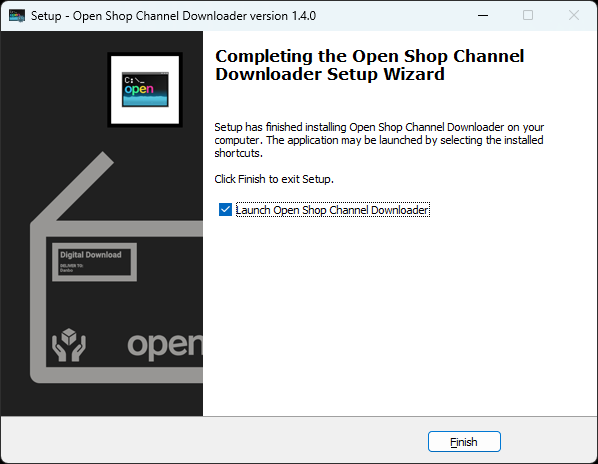 Setup - Open Shop Channel Downloader version 1.4.0
C:\._
open
Digital Download
DELIVER TO:
open
Completing the Open Shop Channel
Downloader Setup Wizard
Setup has finished installing Open Shop Channel Downloader on your
computer. The application may be launched by selecting the installed
shortcuts.
Click Finish to exit Setup.
Launch Open Shop Channel Downloader
Finish